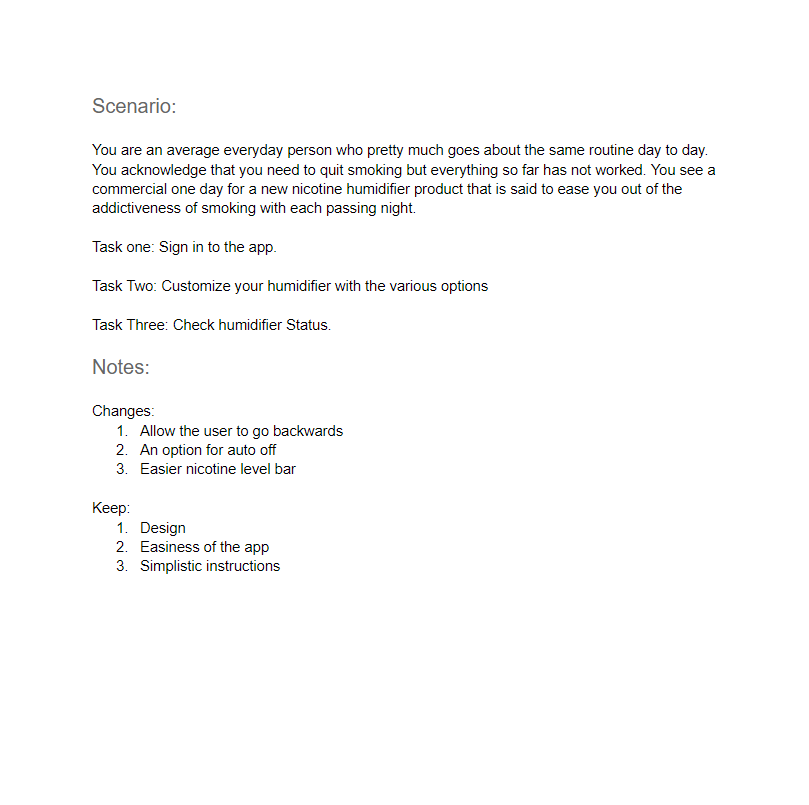 Scenario:
You are an average everyday person who pretty much goes about the same routine day to day.
You acknowledge that you need to quit smoking but everything so far has not worked. You see a
commercial one day for a new nicotine humidifier product that is said to ease you out of the
addictiveness of smoking with each passing night.
Task one: Sign in to the app.
Task Two: Customize your humidifier with the various options
Task Three: Check humidifier Status.
Notes:
Changes:
1. Allow the user to go backwards
2. An option for auto off
3. Easier nicotine level bar
Keep:
1. Design
2. Easiness of the app
3. Simplistic instructions